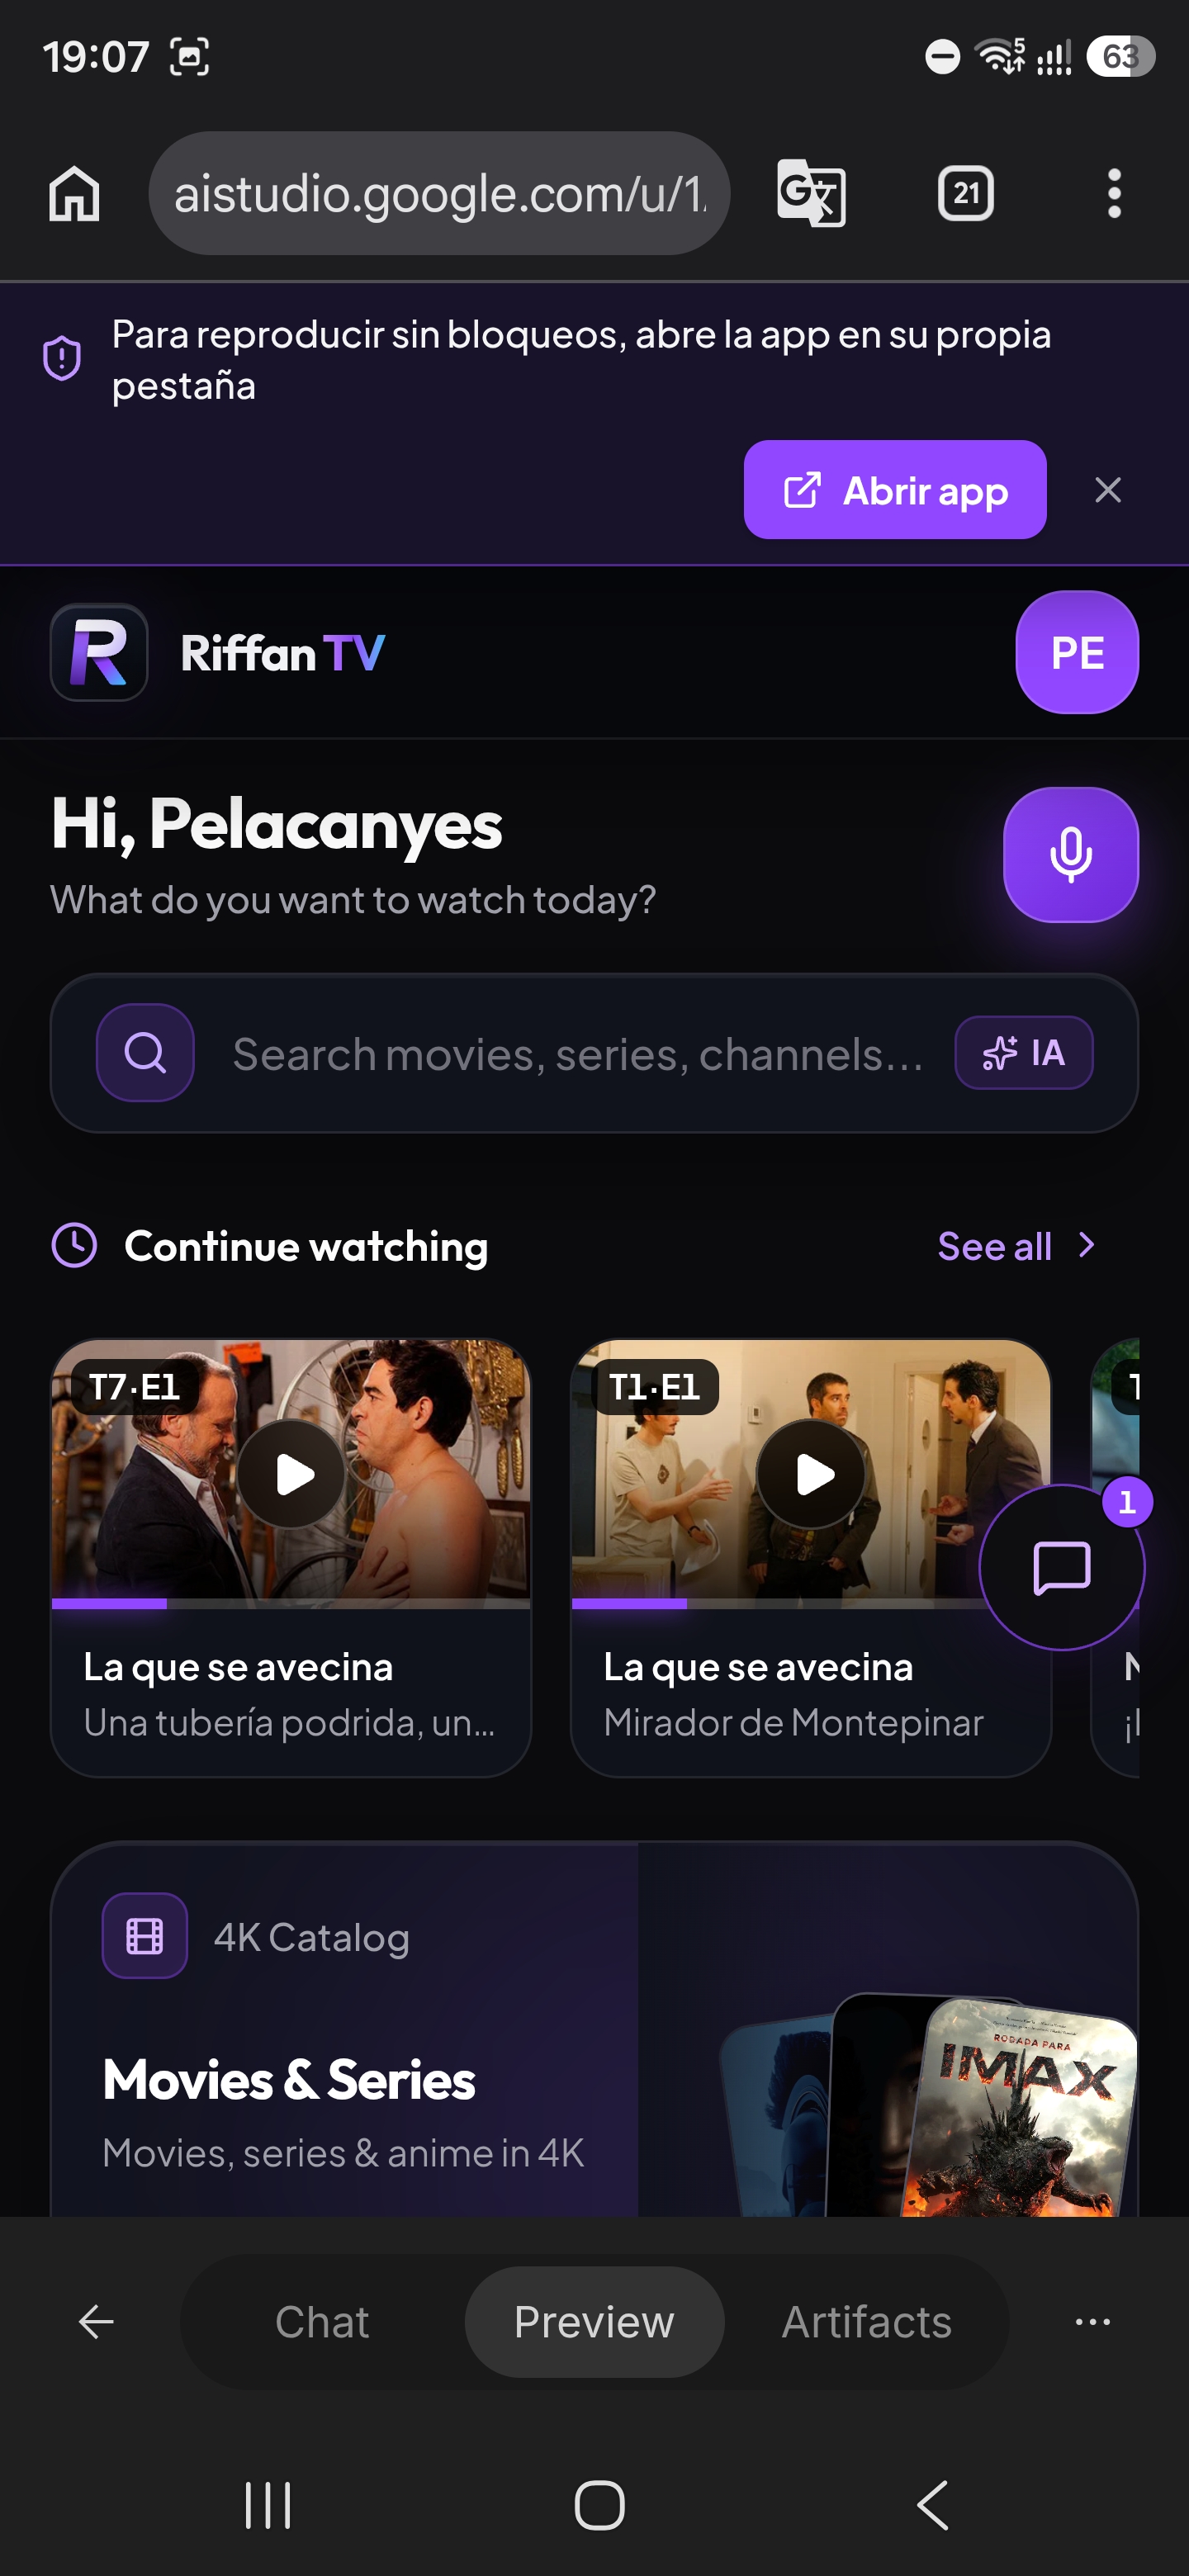 19:07
5
63
aistudio.google.com/u/1
21
Para reproducir sin bloqueos, abre la app en su propia
pestaña
Abrir app
Riffan TV
PE
Hi, Pelacanyes
What do you want to watch today?
Search movies, series, channels...
IA
Continue watching
See all
T7·E1
T1·E1
1
La que se avecina
La que se avecina
Una tubería podrida, un...
Mirador de Montepinar
4K Catalog
RODADA PARA
IMAX
Movies & Series
Movies, series & anime in 4K
Chat
Preview
Artifacts